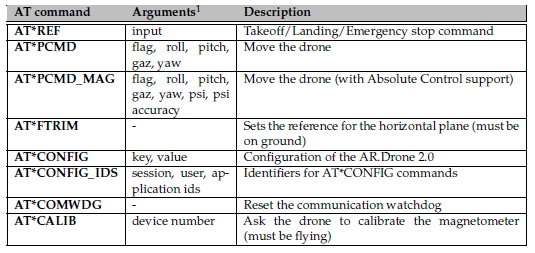 AT command Arguments1 Description
AT*REF input Takeoff/Landing/Emergency stop command
AT*PCMD flag, roll, pitch, Move the drone
gaz, yaw
AT*PCMD_MAG flag, roll, pitch, Move the drone (with Absolute Control support)
gaz, yaw, psi, psi
accuracy
AT*FTRIM - Sets the reference for the horizontal plane (must be
on ground)
AT*CONFIG key, value Configuration of the AR.Drone 2.0
AT*CONFIG_IDS session, user, ap- Identifiers for AT*CONFIG commands
plication ids
AT*COMWDG - Reset the communication watchdog
AT*CALIB device number Ask the drone to calibrate the magnetometer
(must be flying)